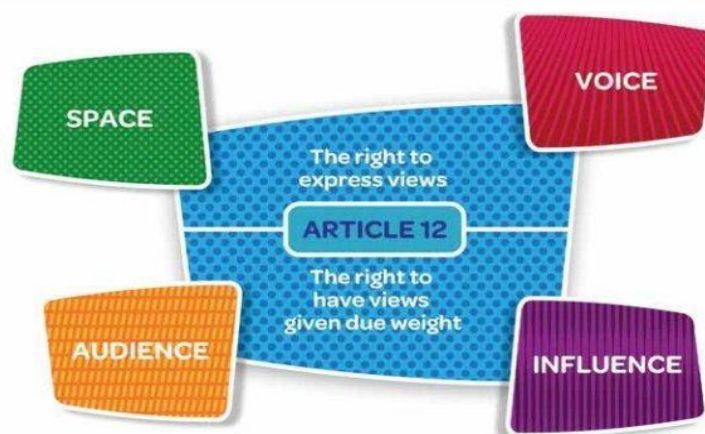 SPACE
VOICE
The right to
express views
ARTICLE 12
The right to
have views
given due weight
AUDIENCE
INFLUENCE